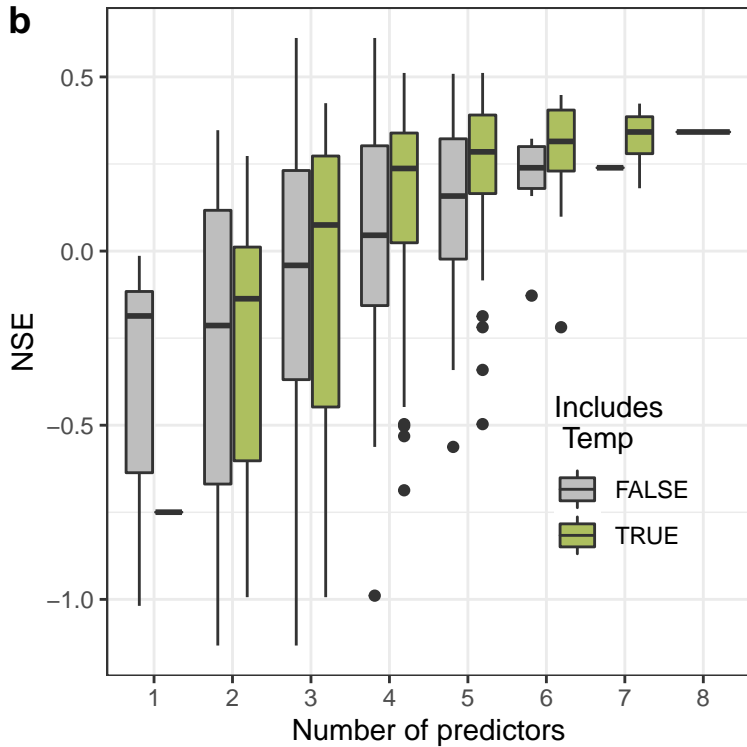 b
NSE
0.5
0.0
−0.5
−1.0
Includes
Temp
FALSE
TRUE
1 2 3 4 5 6 7 8
Number of predictors